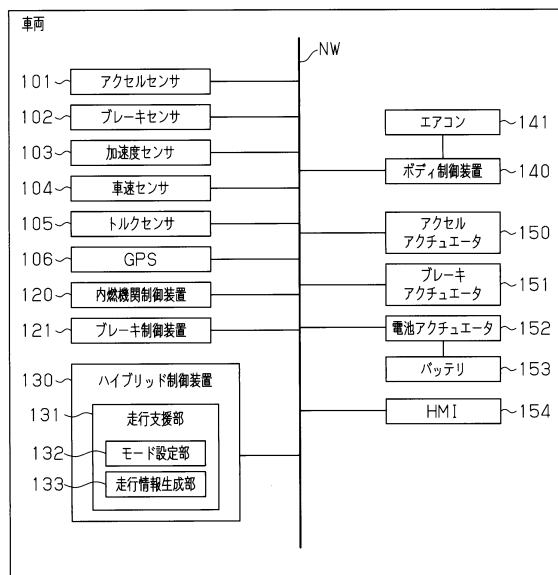 車両
NW
101 アクセルセンサ
102 ブレーキセンサ
103 加速度センサ
104 車速センサ
105 トルクセンサ
106 GPS
120 内燃機関制御装置
121 ブレーキ制御装置
130 ハイブリッド制御装置
131 走行支援部
132 モード設定部
133 走行情報生成部
エアコン 141
ボディ制御装置 140
アクセル
アクチュエータ 150
ブレーキ
アクチュエータ 151
電池アクチュエータ 152
バッテリ 153
HMI 154